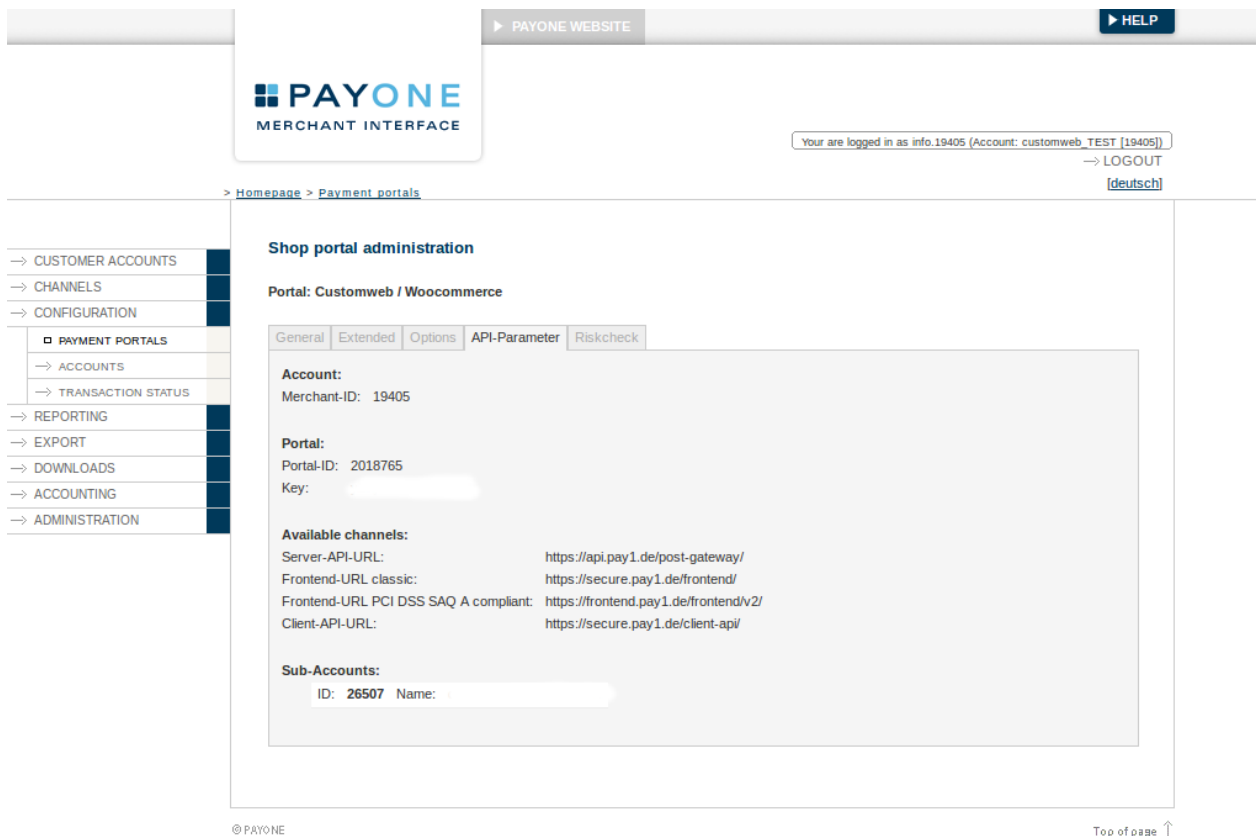 PAYONE WEBSITE
HELP
PAYONE
MERCHANT INTERFACE
Your are logged in as info.19405 (Account: customweb_TEST [19405])
LOGOUT
[deutsch]
> Homepage > Payment portals
Shop portal administration
CUSTOMER ACCOUNTS
CHANNELS
CONFIGURATION
PAYMENT PORTALS
ACCOUNTS
TRANSACTION STATUS
REPORTING
EXPORT
DOWNLOADS
ACCOUNTING
ADMINISTRATION
Portal: Customweb / Woocommerce
General Extended Options API-Parameter Riskcheck
Account:
Merchant-ID: 19405
Portal:
Portal-ID: 2018765
Key:
Available channels:
Server-API-URL: https://api.pay1.de/post-gateway/
Frontend-URL classic: https://secure.pay1.de/frontend/
Frontend-URL PCI DSS SAQ A compliant: https://frontend.pay1.de/frontend/v2/
Client-API-URL: https://secure.pay1.de/client-api/
Sub-Accounts:
ID: 26507 Name:
© PAYONE
Top of page